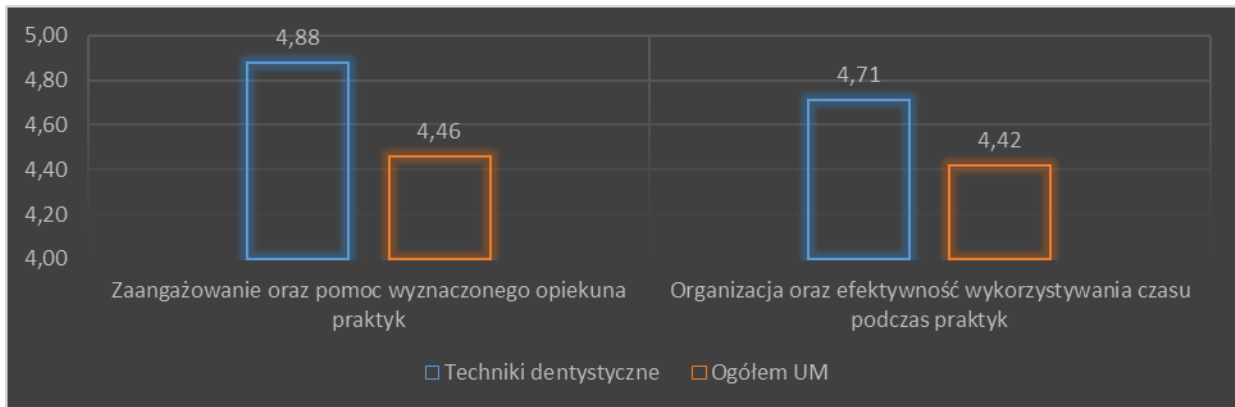 5,00
4,80
4,60
4,40
4,20
4,00
4,88
4,46
4,71
4,42
Zaangażowanie oraz pomoc wyznaczonego opiekuna
praktyk
Organizacja oraz efektywność wykorzystywania czasu
podczas praktyk
Techniki dentystyczne
Ogółem UM